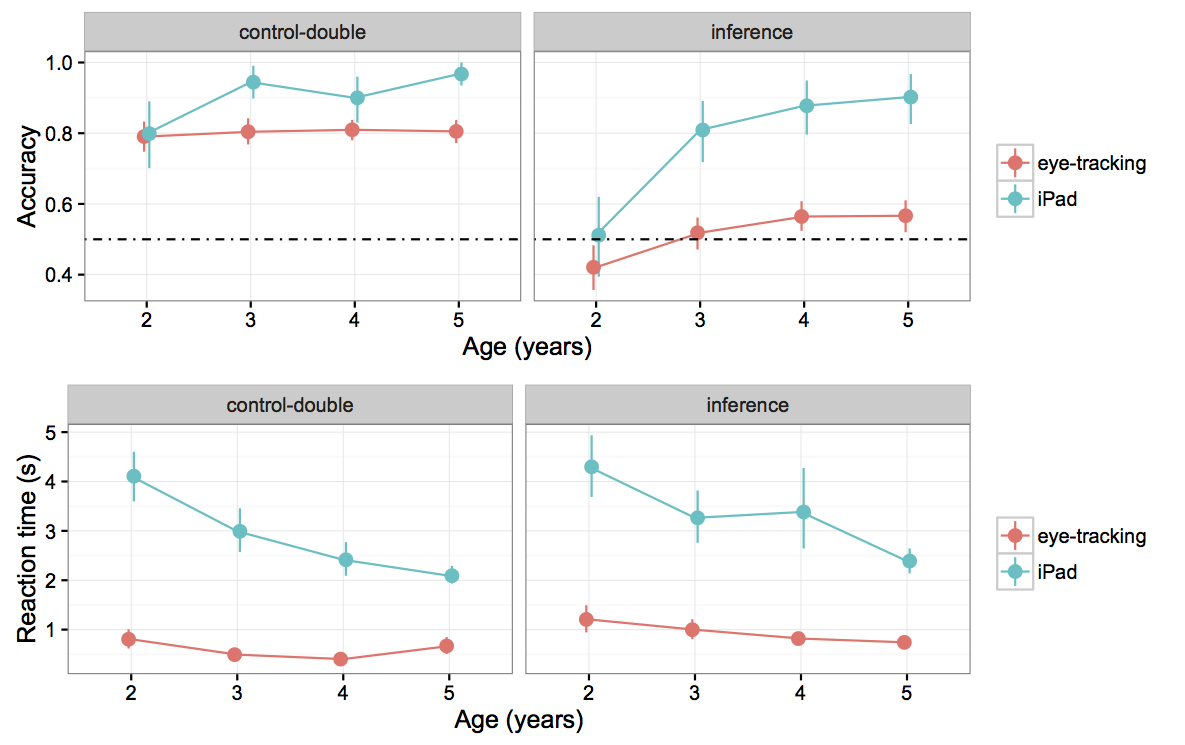 control-double inference
1.0
0.8
0.6
0.4
Accuracy
2 3 4 5 2 3 4 5
Age (years)
eye-tracking
iPad
control-double inference
5
4
3
2
1
Reaction time (s)
2 3 4 5 2 3 4 5
Age (years)
eye-tracking
iPad